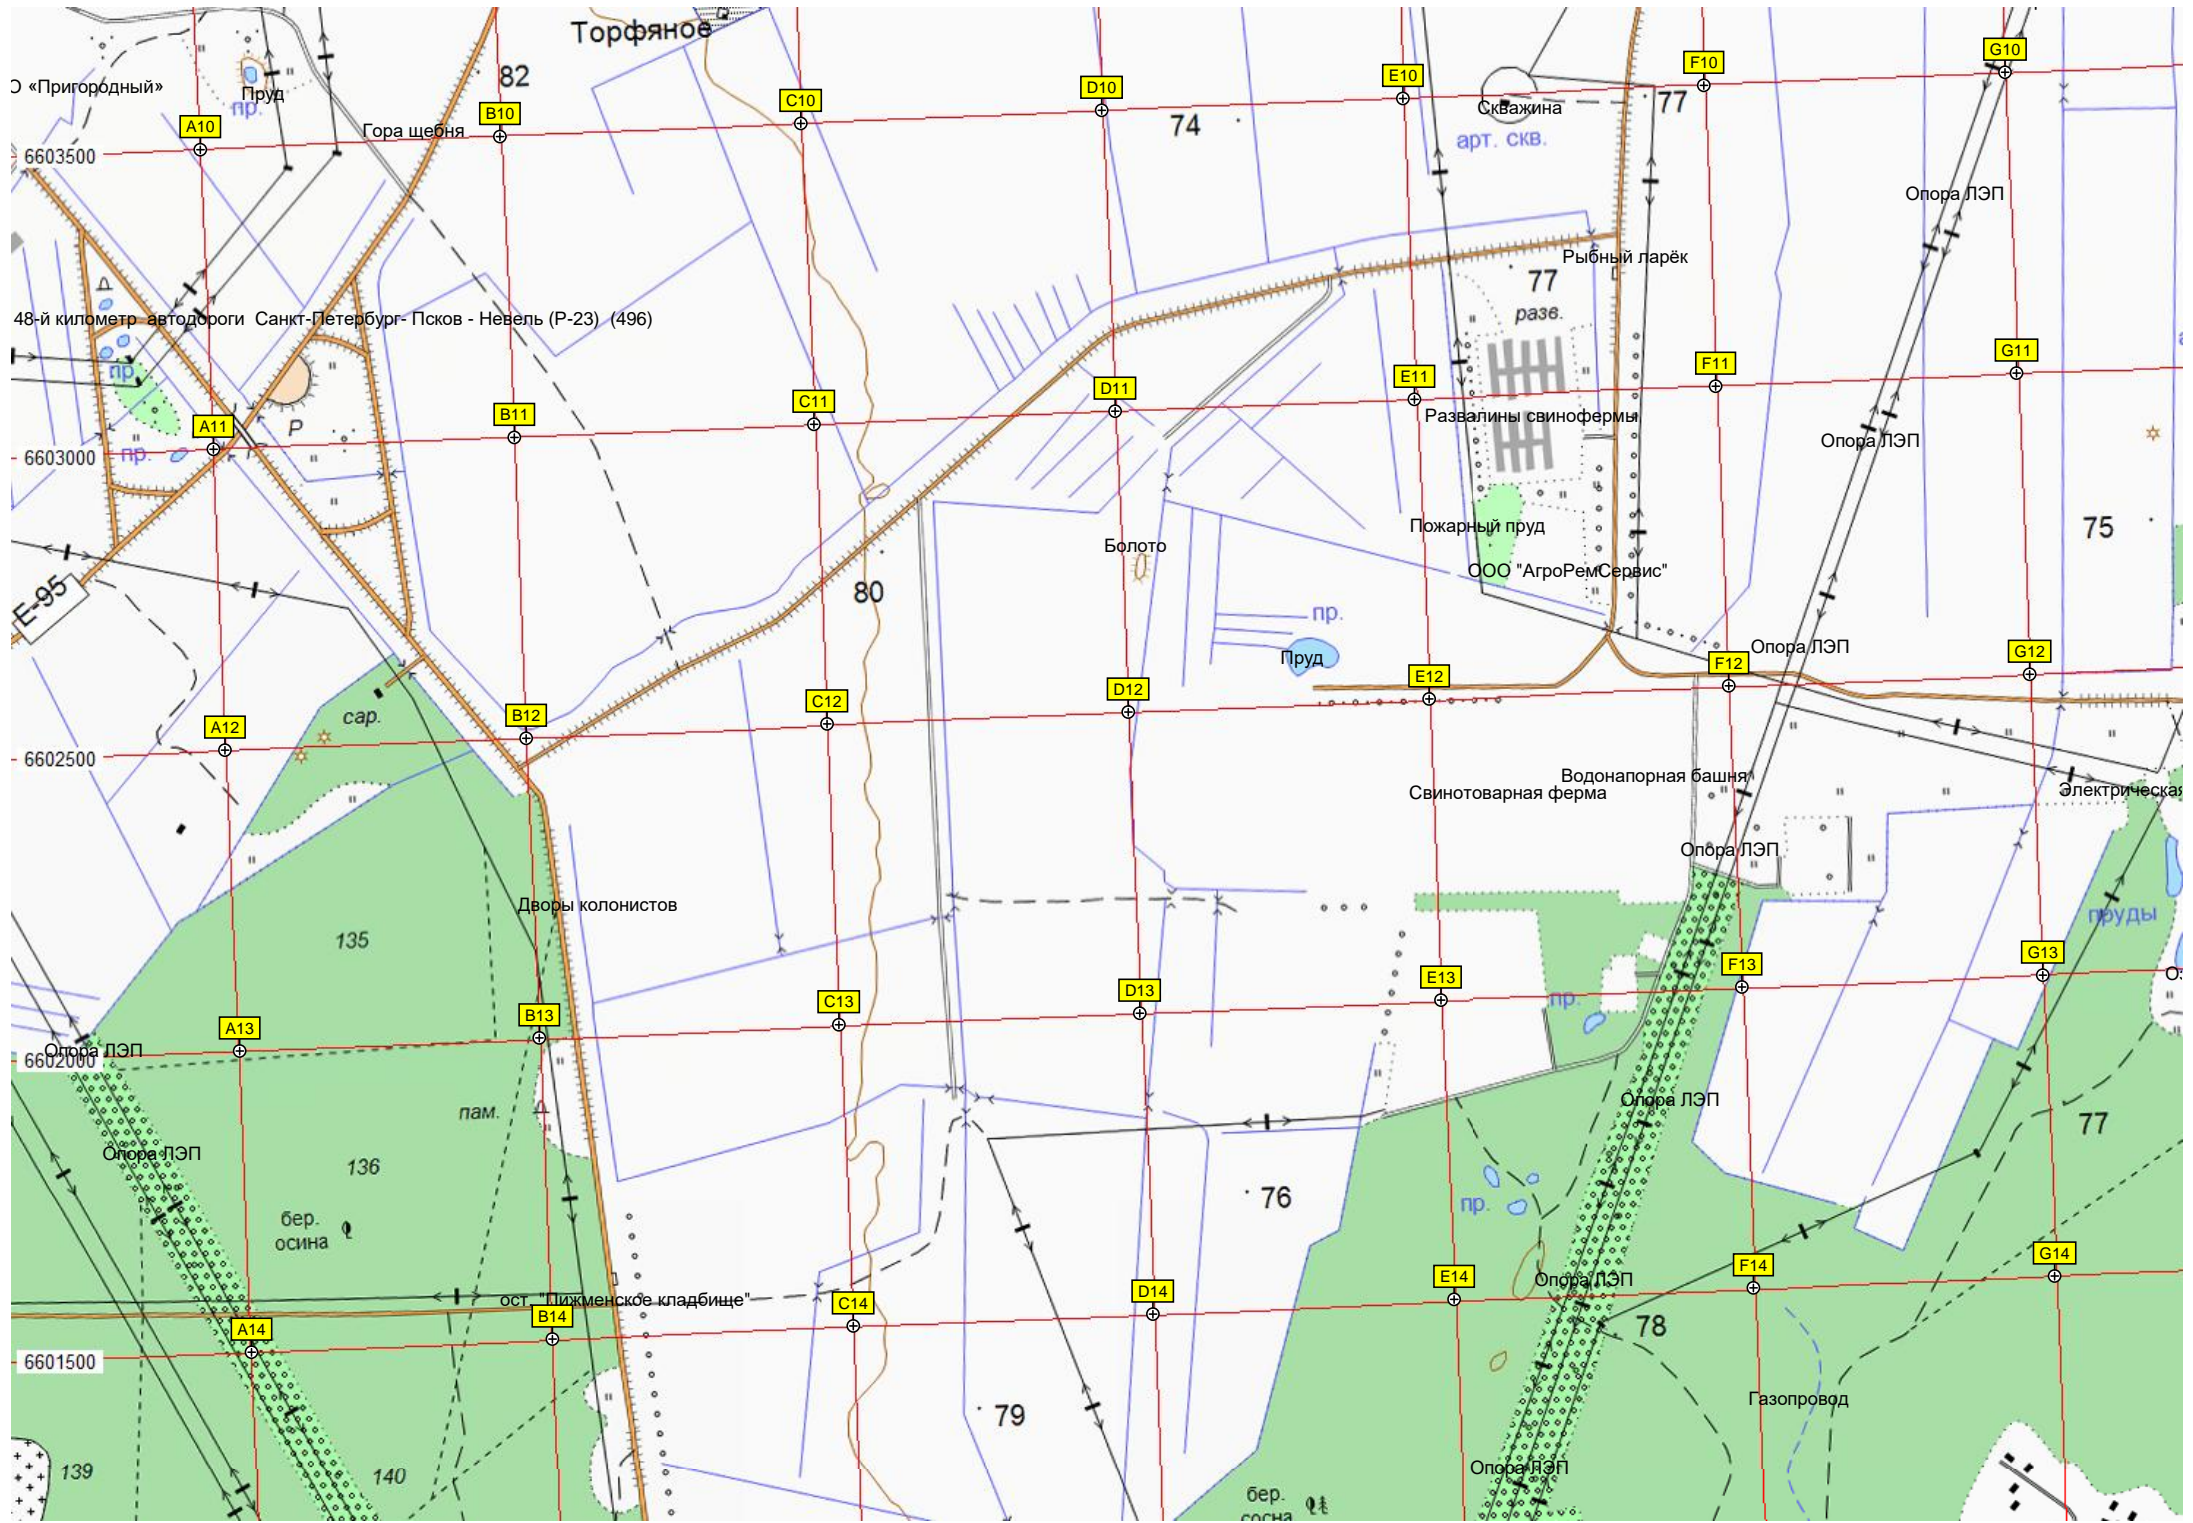 Торфяное
82
О «Пригородный»
Пруд
пр.
Гора щебня
A10
B10
C10
D10
E10
F10
G10
74
Скважина
77
арт. скв.
6603500
Опора ЛЭП
Рыбный ларёк
77
разв.
48-й километр автодороги Санкт-Петербург- Псков - Невель (Р-23) (496)
пр.
A11
B11
C11
D11
E11
F11
G11
Р
Развалины свинофермы
Опора ЛЭП
6603000
пр.
75
Пожарный пруд
Болото
ООО "АгроРемСервис"
E-95
80
пр.
Пруд
Опора ЛЭП
A12
B12
C12
D12
E12
F12
G12
сар.
6602500
Водонапорная башня
Свинотоварная ферма
Электрическая
Опора ЛЭП
Дворы колонистов
пруды
135
A13
B13
C13
D13
E13
F13
G13
пр.
Оз
Опора ЛЭП
6602000
пам.
Опора ЛЭП
77
Опора ЛЭП
136
76
пр.
бер.
осина
Опора ЛЭП
ост. "Пижменское кладбище"
A14
B14
C14
D14
E14
F14
G14
78
6601500
Газопровод
79
139
140
Опора ЛЭП
бер.
сосна